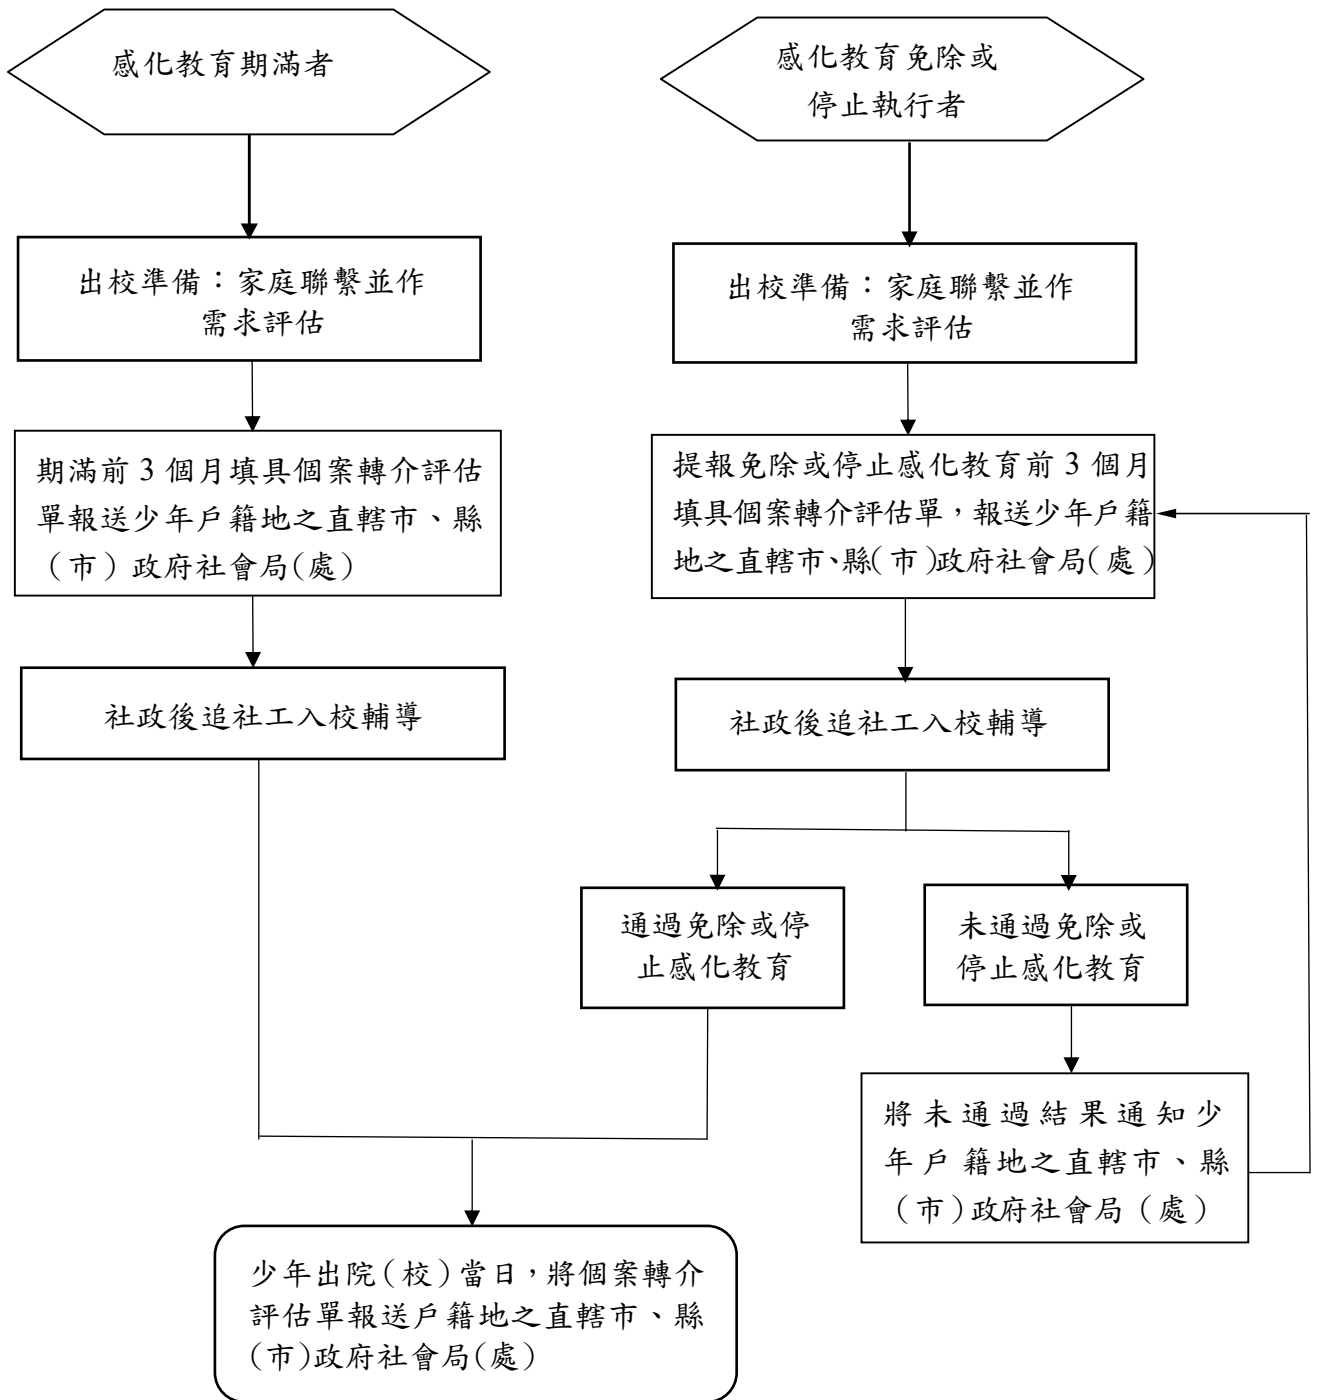 感化教育期滿者
感化教育免除或
停止執行者
出校準備：家庭聯繫並作
需求評估
出校準備：家庭聯繫並作
需求評估
期滿前 3 個月填具個案轉介評估
單報送少年戶籍地之直轄市、縣
（市）政府社會局(處)
提報免除或停止感化教育前 3 個月
填具個案轉介評估單，報送少年戶籍
地之直轄市、縣(市)政府社會局(處)
社政後追社工入校輔導
社政後追社工入校輔導
通過免除或停
止感化教育
未通過免除或
停止感化教育
將未通過結果通知少
年戶籍地之直轄市、縣
（市）政府社會局（處）
少年出院（校）當日，將個案轉介
評估單報送戶籍地之直轄市、縣
(市)政府社會局(處)